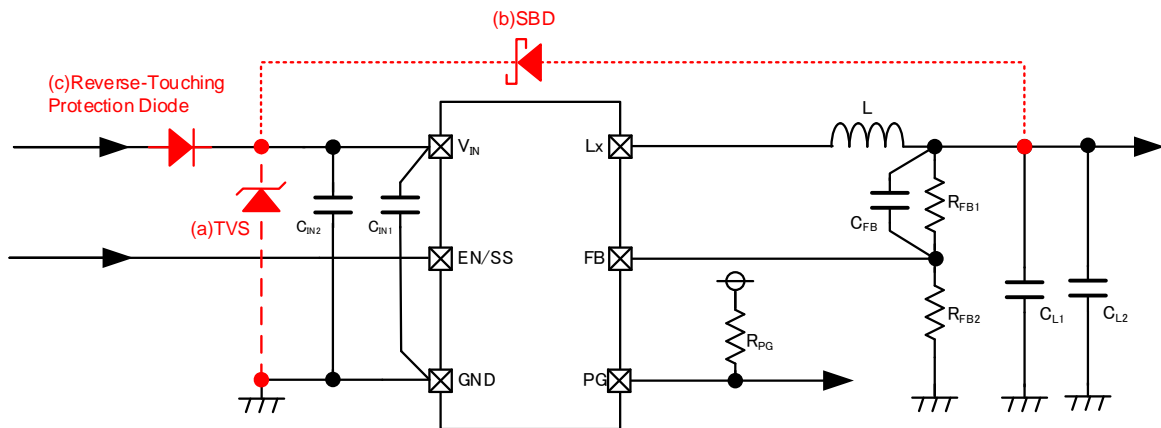 (b)SBD
(c)Reverse-Touching
Protection Diode
L
VIN
Lx
RFB1
CFB
(a)TVS
CIN2
CIN1
EN/SS
FB
RFB2
CL1
CL2
RPG
GND
PG